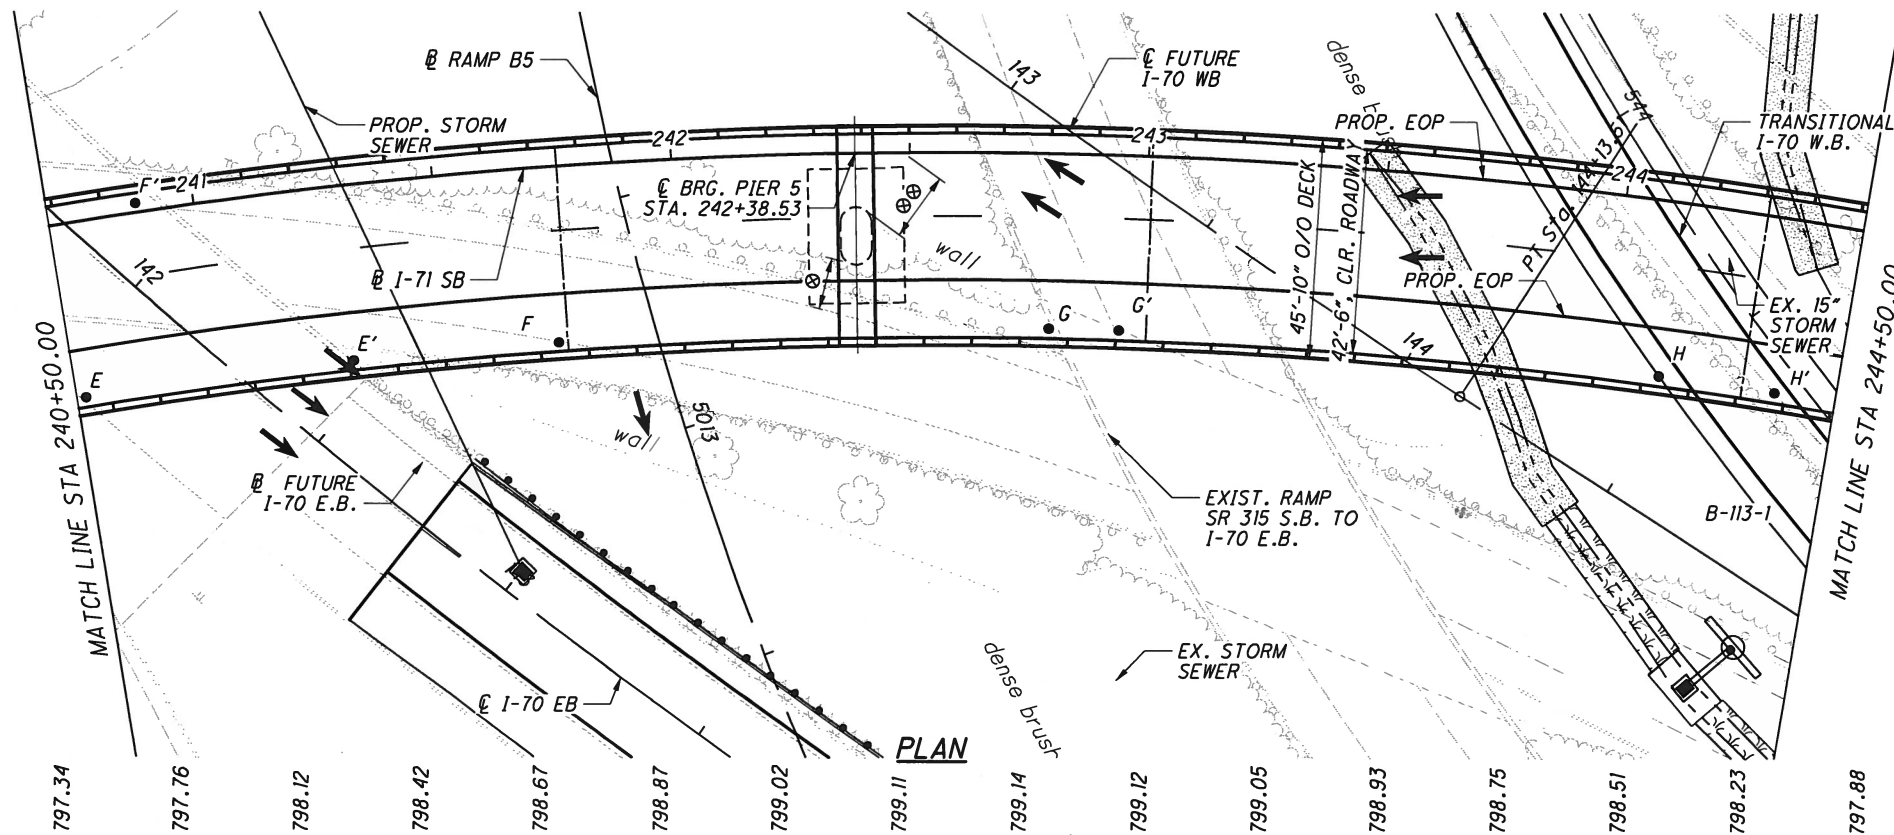 ℄ FUTURE
I-70 WB
dense b
143
544
℄ RAMP B5
PROP. STORM
SEWER
242
243
PROP. EOP
TRANSITIONAL
I-70 W.B.
F' 241
244
℄ BRG. PIER 5
STA. 242+38.53
45'-10" O/O DECK
42'-6", CLR. ROADWAY
PT Sta. 144+13.61
wall
142
℄ I-71 SB
PROP. EOP
EX. 15"
STORM
SEWER
F
G
G'
E'
144
H
H'
E
5013
wall
MATCH LINE STA 240+50.00
MATCH LINE STA 244+50.00
℄ FUTURE
I-70 E.B.
EXIST. RAMP
SR 315 S.B. TO
I-70 E.B.
B-113-1
EX. STORM
SEWER
dense brush
℄ I-70 EB
PLAN
797.34
797.76
798.12
798.42
798.67
798.87
799.02
799.11
799.14
799.12
799.05
798.93
798.75
798.51
798.23
797.88